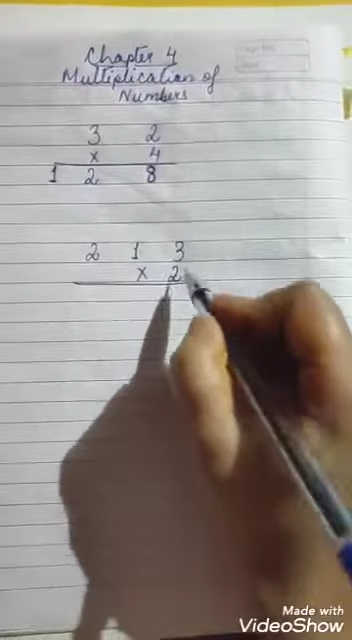 Chapter 4
Multiplication of
Numbers
3 2
x 4
1 2 8
2 1 3
x 2
Made with
VideoShow